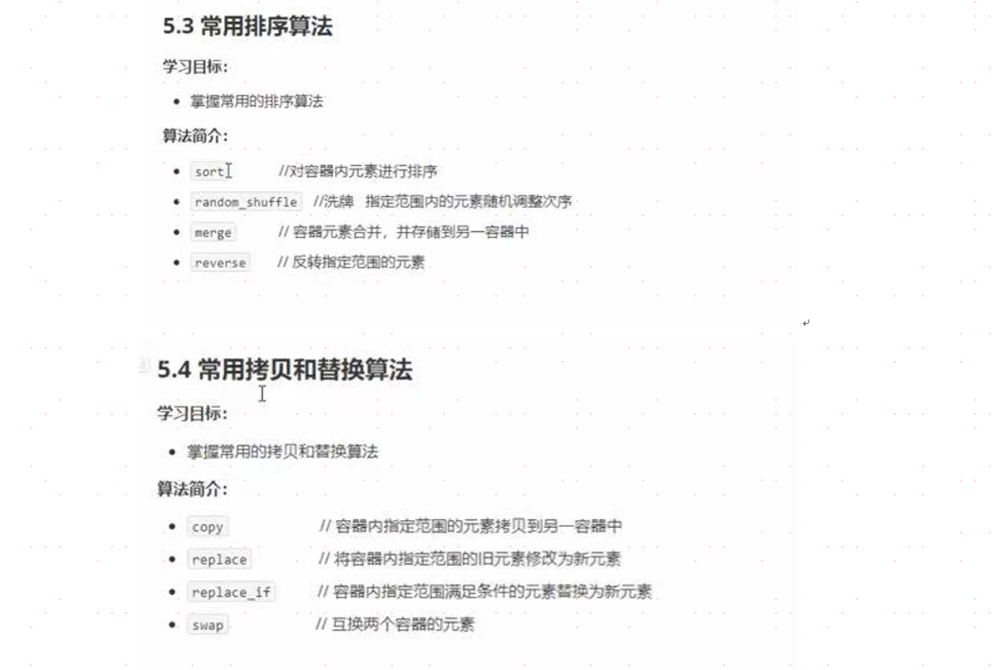 5.3 常用排序算法
学习目标：
• 掌握常用的排序算法
算法简介：
• sort //对容器内元素进行排序
• random_shuffle //洗牌 指定范围内的元素随机调整次序
• merge // 容器元素合并，并存储到另一容器中
• reverse // 反转指定范围的元素
5.4 常用拷贝和替换算法
学习目标：
• 掌握常用的拷贝和替换算法
算法简介：
• copy // 容器内指定范围的元素拷贝到另一容器中
• replace // 将容器内指定范围的旧元素修改为新元素
• replace_if // 容器内指定范围满足条件的元素替换为新元素
• swap // 互换两个容器的元素